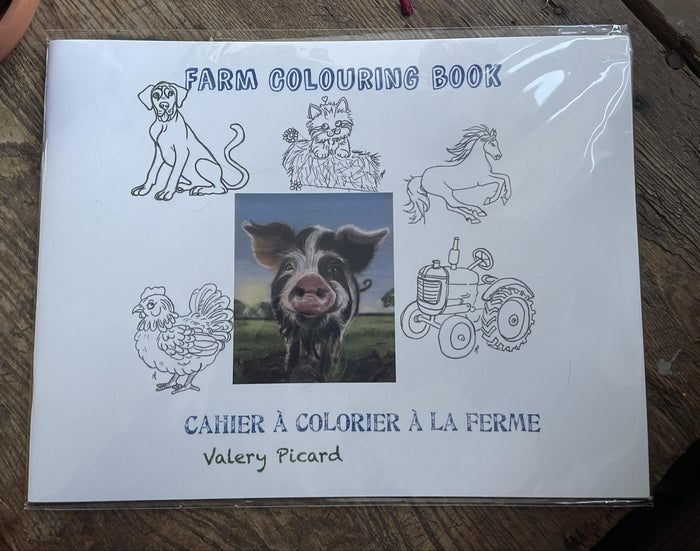 FARM COLOURING BOOK
CAHIER À COLORIER À LA FERME
Valery Picard